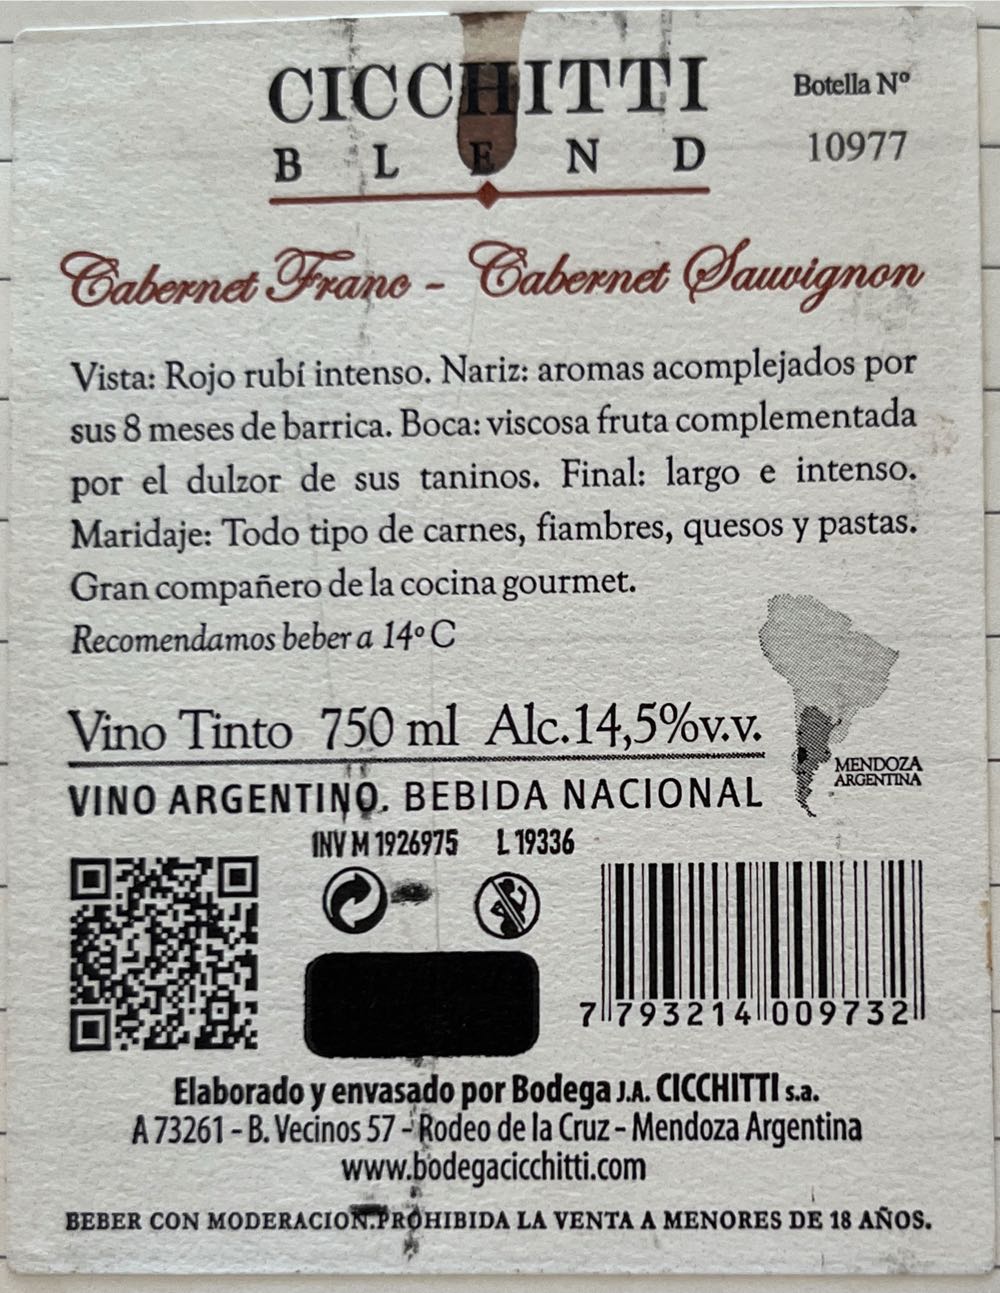 CICCHITTI
BLEND
Botella Nº
10977
Cabernet Franc - Cabernet Sauvignon
Vista: Rojo rubí intenso. Nariz: aromas acomplejados por
sus 8 meses de barrica. Boca: viscosa fruta complementada
por el dulzor de sus taninos. Final: largo e intenso.
Maridaje: Todo tipo de carnes, fiambres, quesos y pastas.
Gran compañero de la cocina gourmet.
Recomendamos beber a 14º C
Vino Tinto 750 ml Alc.14,5%v.v.
MENDOZA
ARGENTINA
VINO ARGENTINO. BEBIDA NACIONAL
INV M 1926975 L 19336
7 793214 009732
Elaborado y envasado por Bodega J.A. CICCHITTI s.a.
A 73261 - B. Vecinos 57 - Rodeo de la Cruz - Mendoza Argentina
www.bodegacicchitti.com
BEBER CON MODERACION.PROHIBIDA LA VENTA A MENORES DE 18 AÑOS.